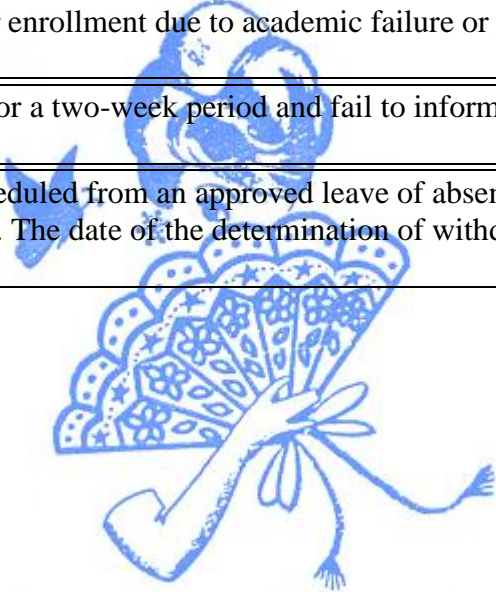 enrollment due to academic failure or
or a two-week period and fail to inform
eduled from an approved leave of absen
. The date of the determination of withd